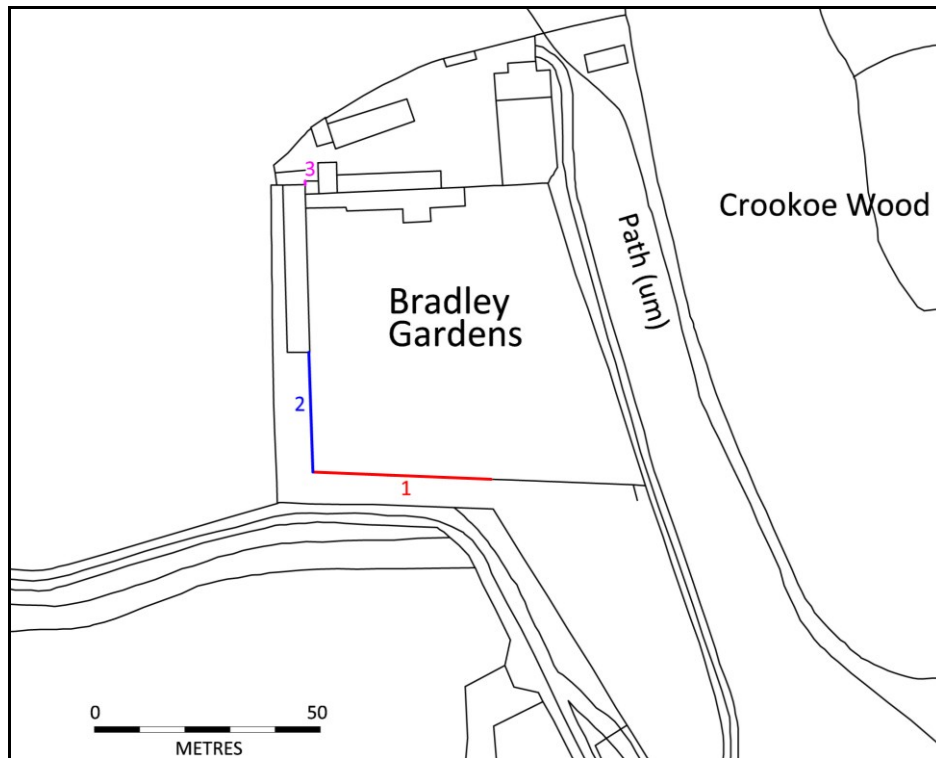 3
Crookoe Wood
Path (um)
Bradley
Gardens
2
1
0 50
METRES